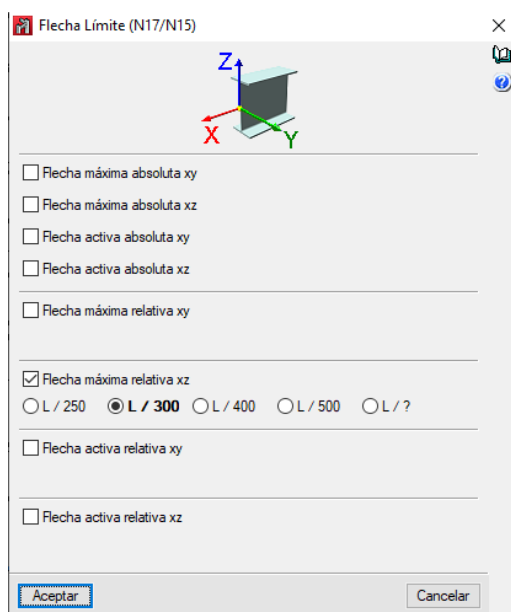 Flecha Límite (N17/N15)
Z
X
Y
Flecha máxima absoluta xy
Flecha máxima absoluta xz
Flecha activa absoluta xy
Flecha activa absoluta xz
Flecha máxima relativa xy
Flecha máxima relativa xz
L / 250 L / 300 L / 400 L / 500 L / ?
Flecha activa relativa xy
Flecha activa relativa xz
Aceptar Cancelar